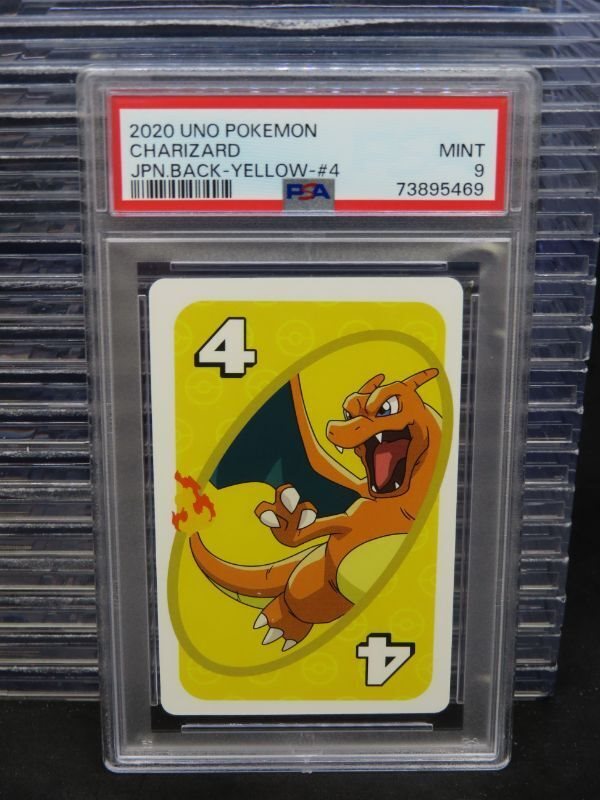 2020 UNO POKEMON
CHARIZARD MINT
JPN.BACK-YELLOW-#4 9
PSA 73895469
4
4